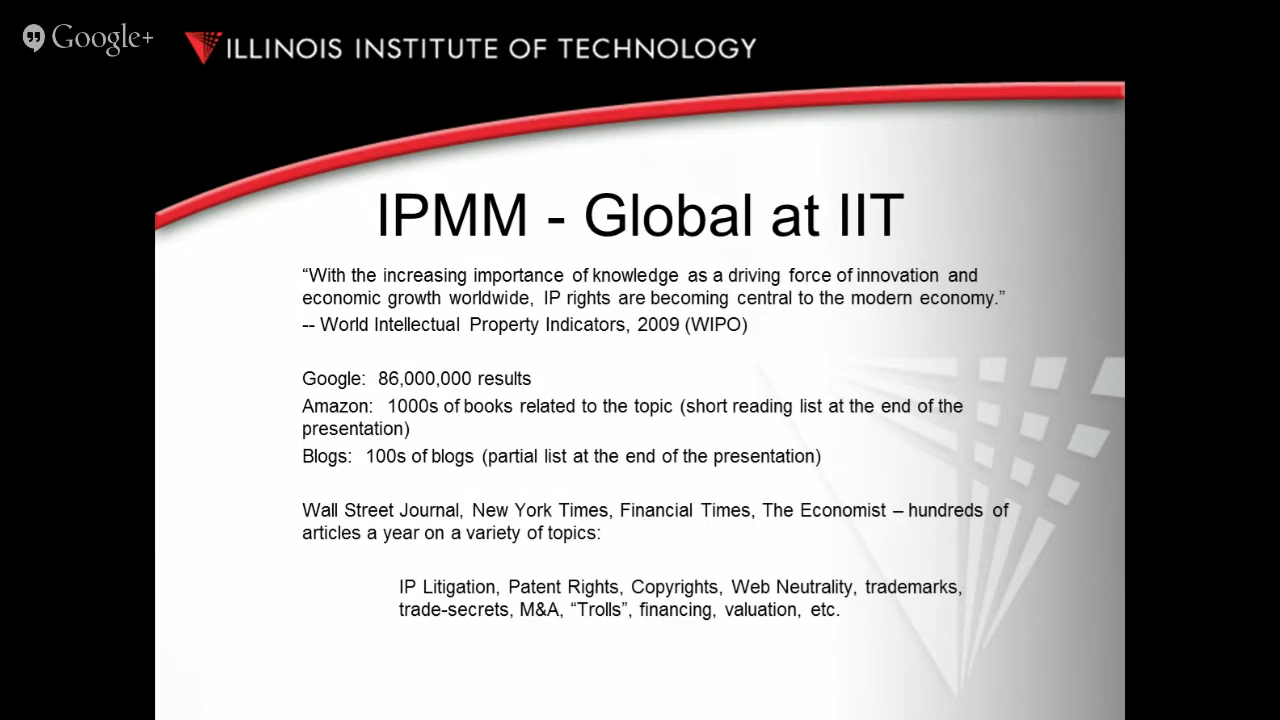 Google+
ILLINOIS INSTITUTE OF TECHNOLOGY
IPMM - Global at IIT
“With the increasing importance of knowledge as a driving force of innovation and
economic growth worldwide, IP rights are becoming central to the modern economy.”
-- World Intellectual Property Indicators, 2009 (WIPO)
Google: 86,000,000 results
Amazon: 1000s of books related to the topic (short reading list at the end of the
presentation)
Blogs: 100s of blogs (partial list at the end of the presentation)
Wall Street Journal, New York Times, Financial Times, The Economist – hundreds of
articles a year on a variety of topics:
IP Litigation, Patent Rights, Copyrights, Web Neutrality, trademarks,
trade-secrets, M&A, “Trolls”, financing, valuation, etc.